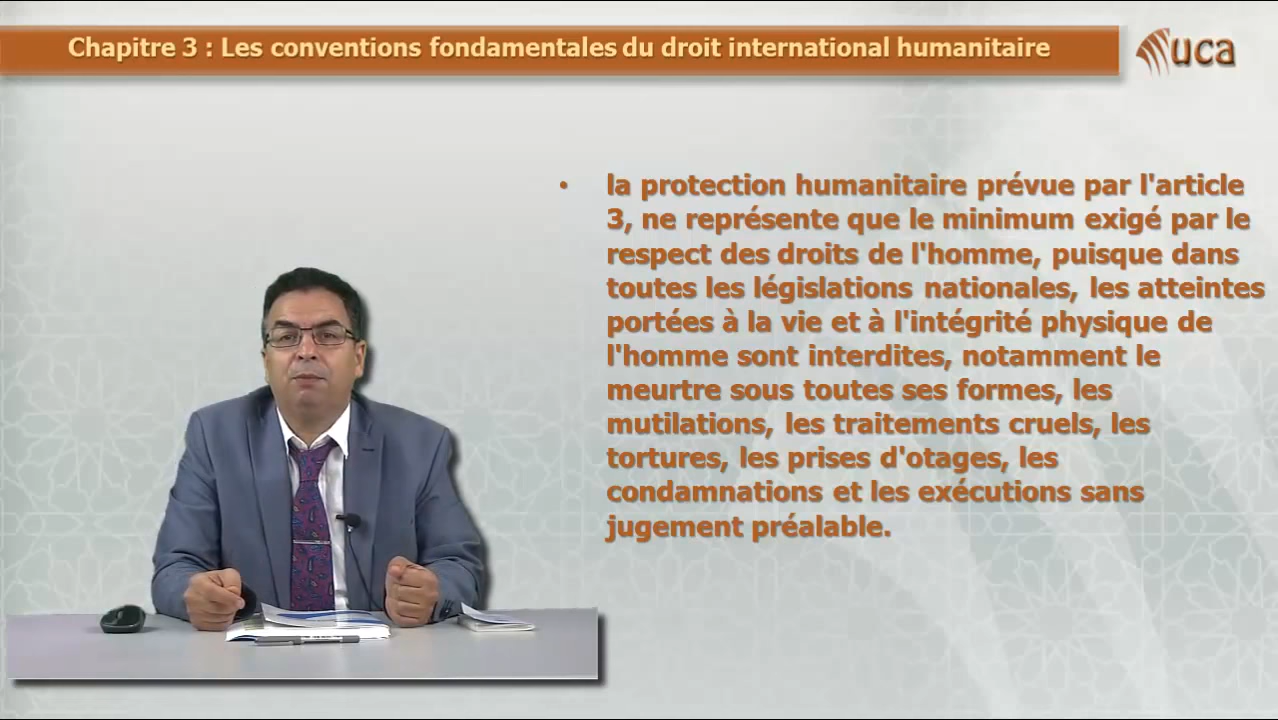 Chapitre 3 : Les conventions fondamentales du droit international humanitaire
uca
• la protection humanitaire prévue par l'article
3, ne représente que le minimum exigé par le
respect des droits de l'homme, puisque dans
toutes les législations nationales, les atteintes
portées à la vie et à l'intégrité physique de
l'homme sont interdites, notamment le
meurtre sous toutes ses formes, les
mutilations, les traitements cruels, les
tortures, les prises d'otages, les
condamnations et les exécutions sans
jugement préalable.